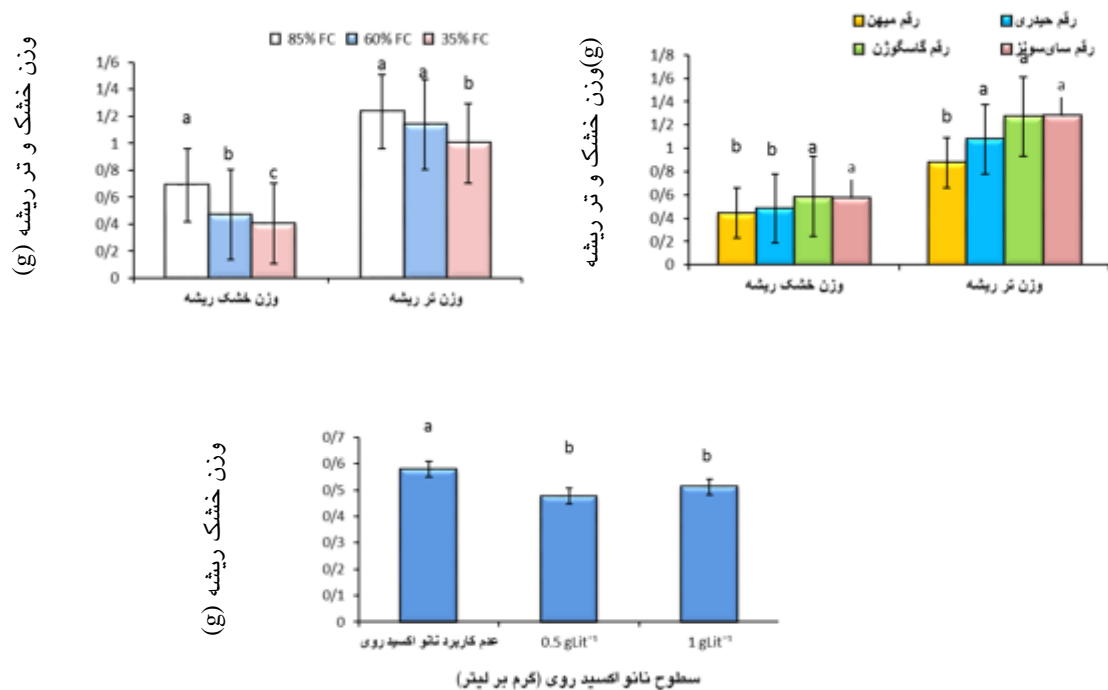 85% FC 60% FC 35% FC
وزن خشک و تر ریشه (g)
1/6
1/4
1/2
1
0/8
0/6
0/4
0/2
0
a
b
c
a
a
b
وزن خشک ریشه
وزن تر ریشه
رقم میهن
رقم حیدری
رقم گاسگوژن
رقم سای‌سونز
وزن خشک و تر ریشه (g)
1/8
1/6
1/4
1/2
1
0/8
0/6
0/4
0/2
0
b
b
a
a
b
a
a
a
وزن خشک ریشه
وزن تر ریشه
وزن خشک ریشه (g)
0/7
0/6
0/5
0/4
0/3
0/2
0/1
0
a
b
b
عدم کاربرد نانو اکسید روی
0.5 gLit⁻¹
1 gLit⁻¹
سطوح نانو اکسید روی (گرم بر لیتر)